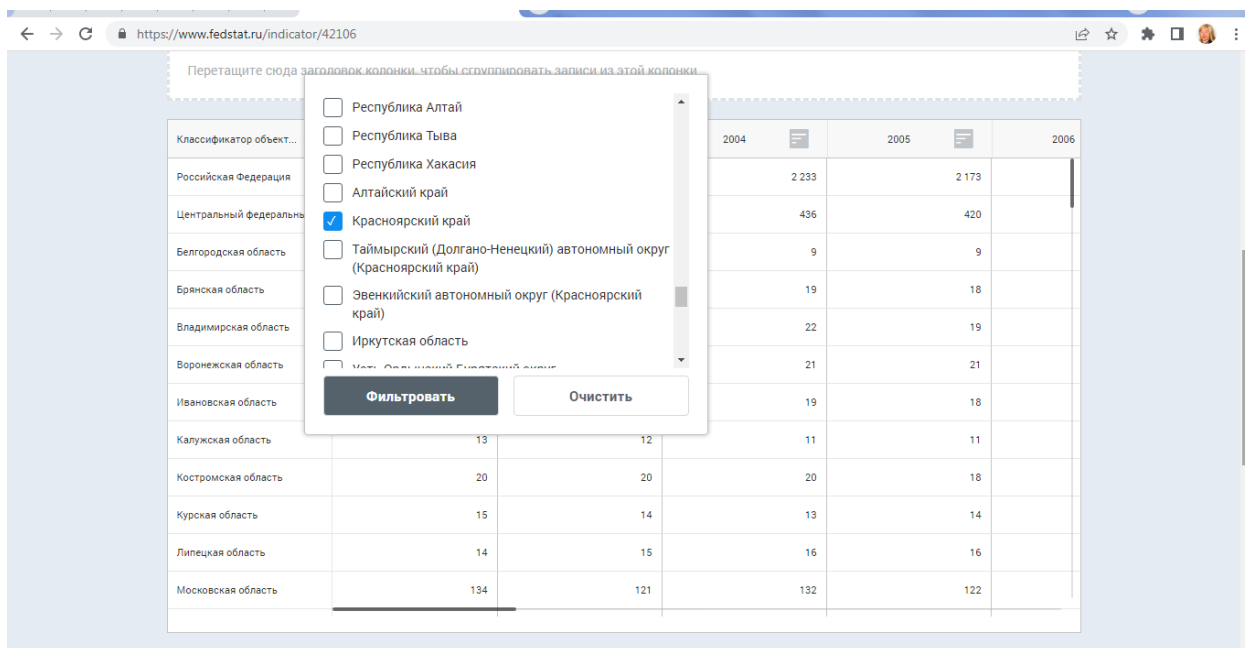 https://www.fedstat.ru/indicator/42106
Перетащите сюда заголовок колонки, чтобы сгруппировать записи из этой колонки
Республика Алтай
Республика Тыва
Республика Хакасия
Алтайский край
Красноярский край
Таймырский (Долгано-Ненецкий) автономный округ
(Красноярский край)
Эвенкийский автономный округ (Красноярский
край)
Иркутская область
Усть-Ордынский Бурятский округ
Фильтровать Очистить
Классификатор объект... 2004 2005 2006
Российская Федерация 2 233 2 173
Центральный федеральнь 436 420
Белгородская область 9 9
Брянская область 19 18
Владимирская область 22 19
Воронежская область 21 21
Ивановская область 19 18
Калужская область 13 12 11 11
Костромская область 20 20 20 18
Курская область 15 14 13 14
Липецкая область 14 15 16 16
Московская область 134 121 132 122